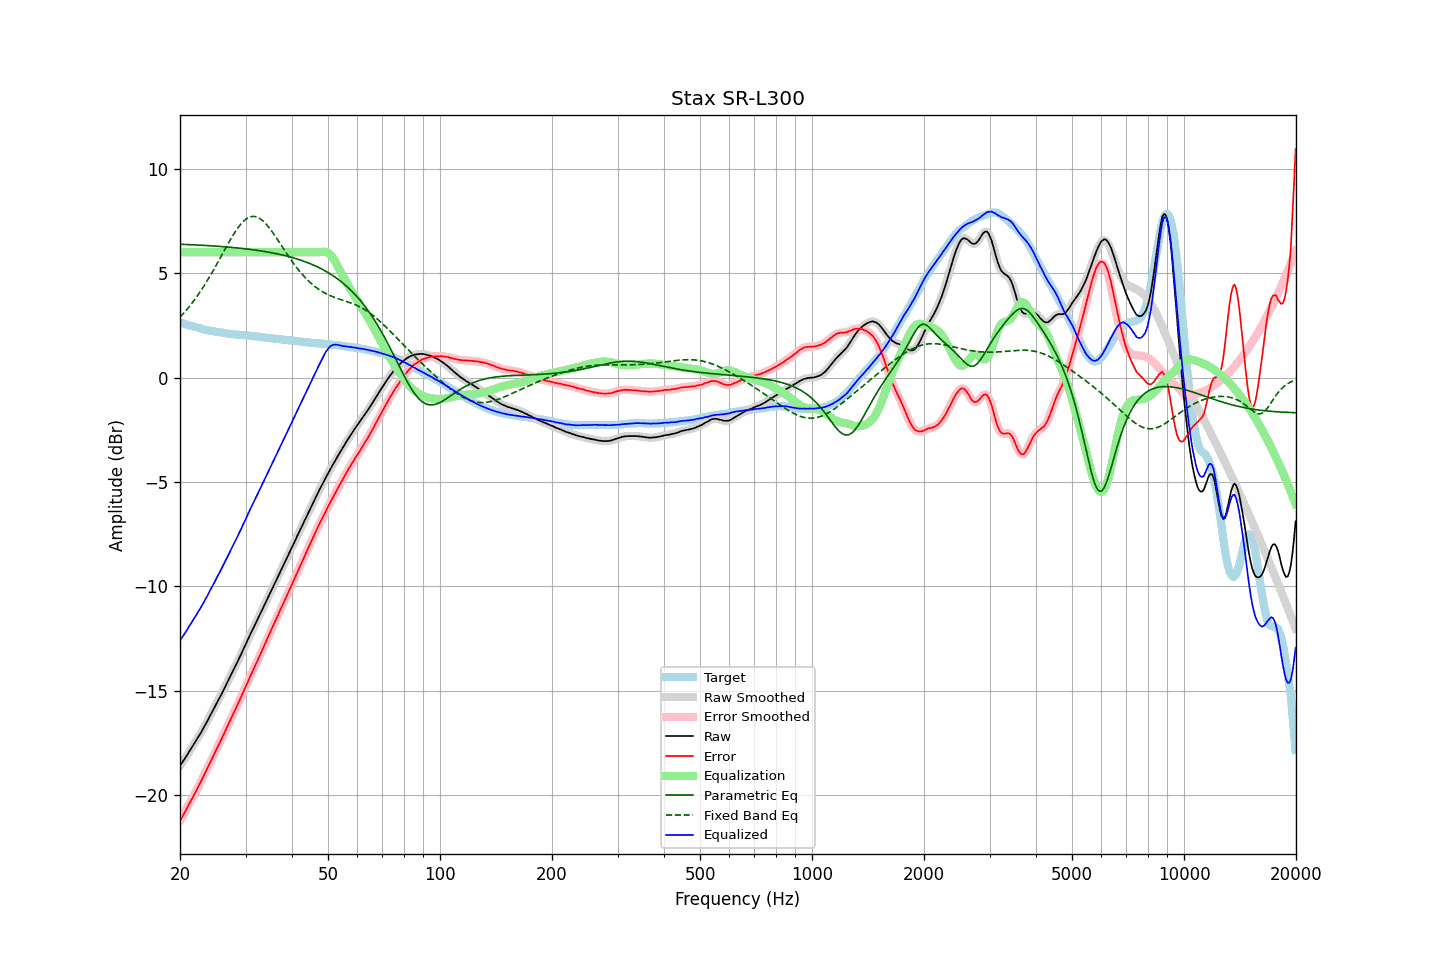 Stax SR-L300
Amplitude (dBr)
10
5
0
−5
−10
−15
−20
Target
Raw Smoothed
Error Smoothed
Raw
Error
Equalization
Parametric Eq
Fixed Band Eq
Equalized
20 50 100 200 500 1000 2000 5000 10000 20000
Frequency (Hz)